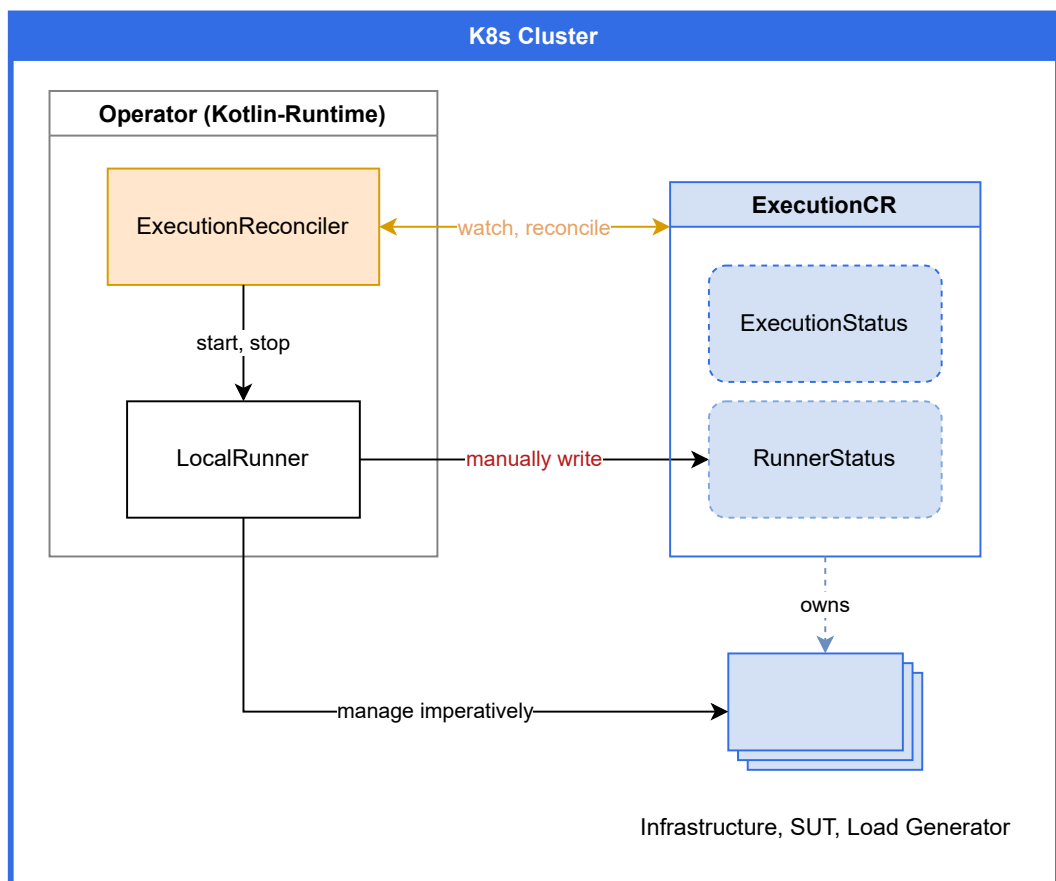 K8s Cluster
Operator (Kotlin-Runtime)
ExecutionReconciler
watch, reconcile
ExecutionCR
ExecutionStatus
start, stop
LocalRunner
manually write
RunnerStatus
owns
manage imperatively
Infrastructure, SUT, Load Generator